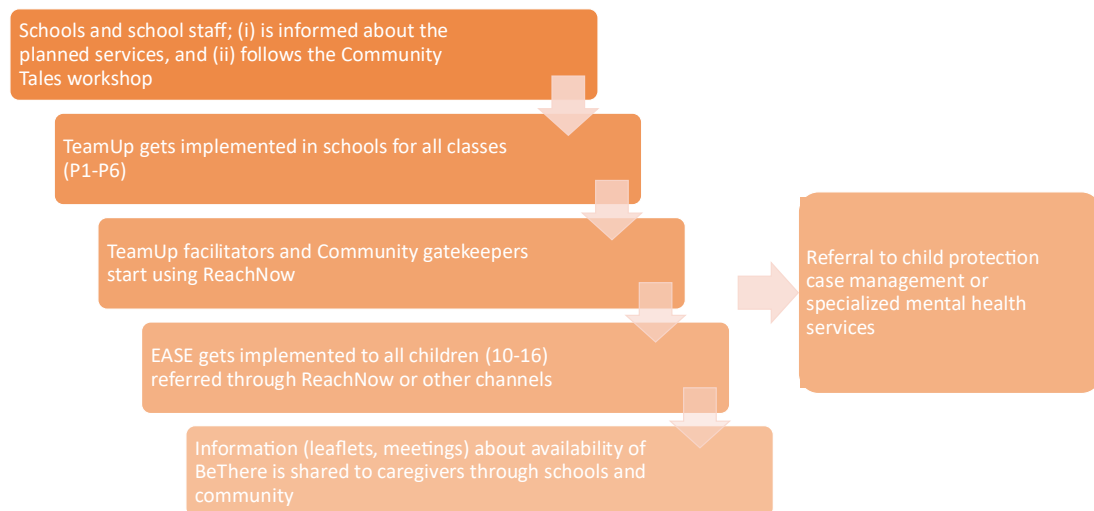 Schools and school staff; (i) is informed about the
planned services, and (ii) follows the Community
Tales workshop
TeamUp gets implemented in schools for all classes
(P1-P6)
TeamUp facilitators and Community gatekeepers
start using ReachNow
Referral to child protection
case management or
specialized mental health
services
EASE gets implemented to all children (10-16)
referred through ReachNow or other channels
Information (leaflets, meetings) about availability of
BeThere is shared to caregivers through schools and
community